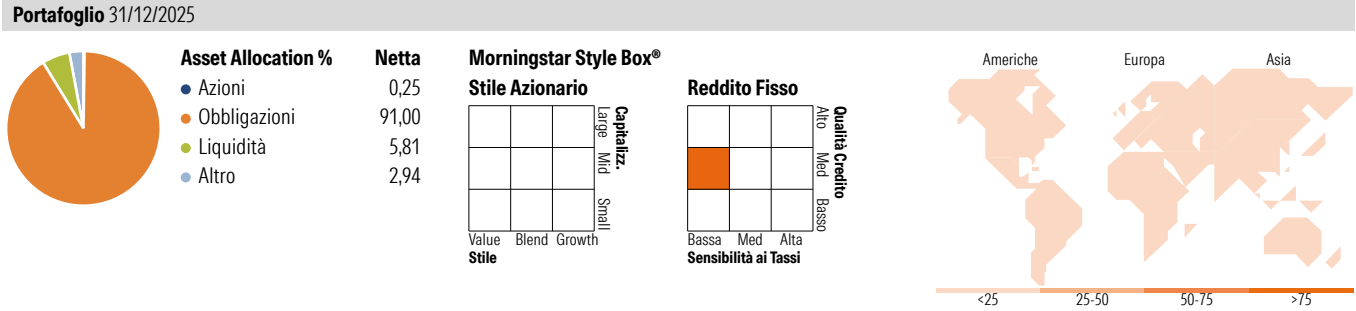 Portafoglio 31/12/2025
Asset Allocation % Netta
Azioni 0,25
Obbligazioni 91,00
Liquidità 5,81
Altro 2,94
Morningstar Style Box®
Stile Azionario
Capitalizz.
Large Mid Small
Value Blend Growth
Stile
Reddito Fisso
Qualità Credito
Alto Med Basso
Bassa Med Alta
Sensibilità ai Tassi
Americhe Europa Asia
<25 25-50 50-75 >75